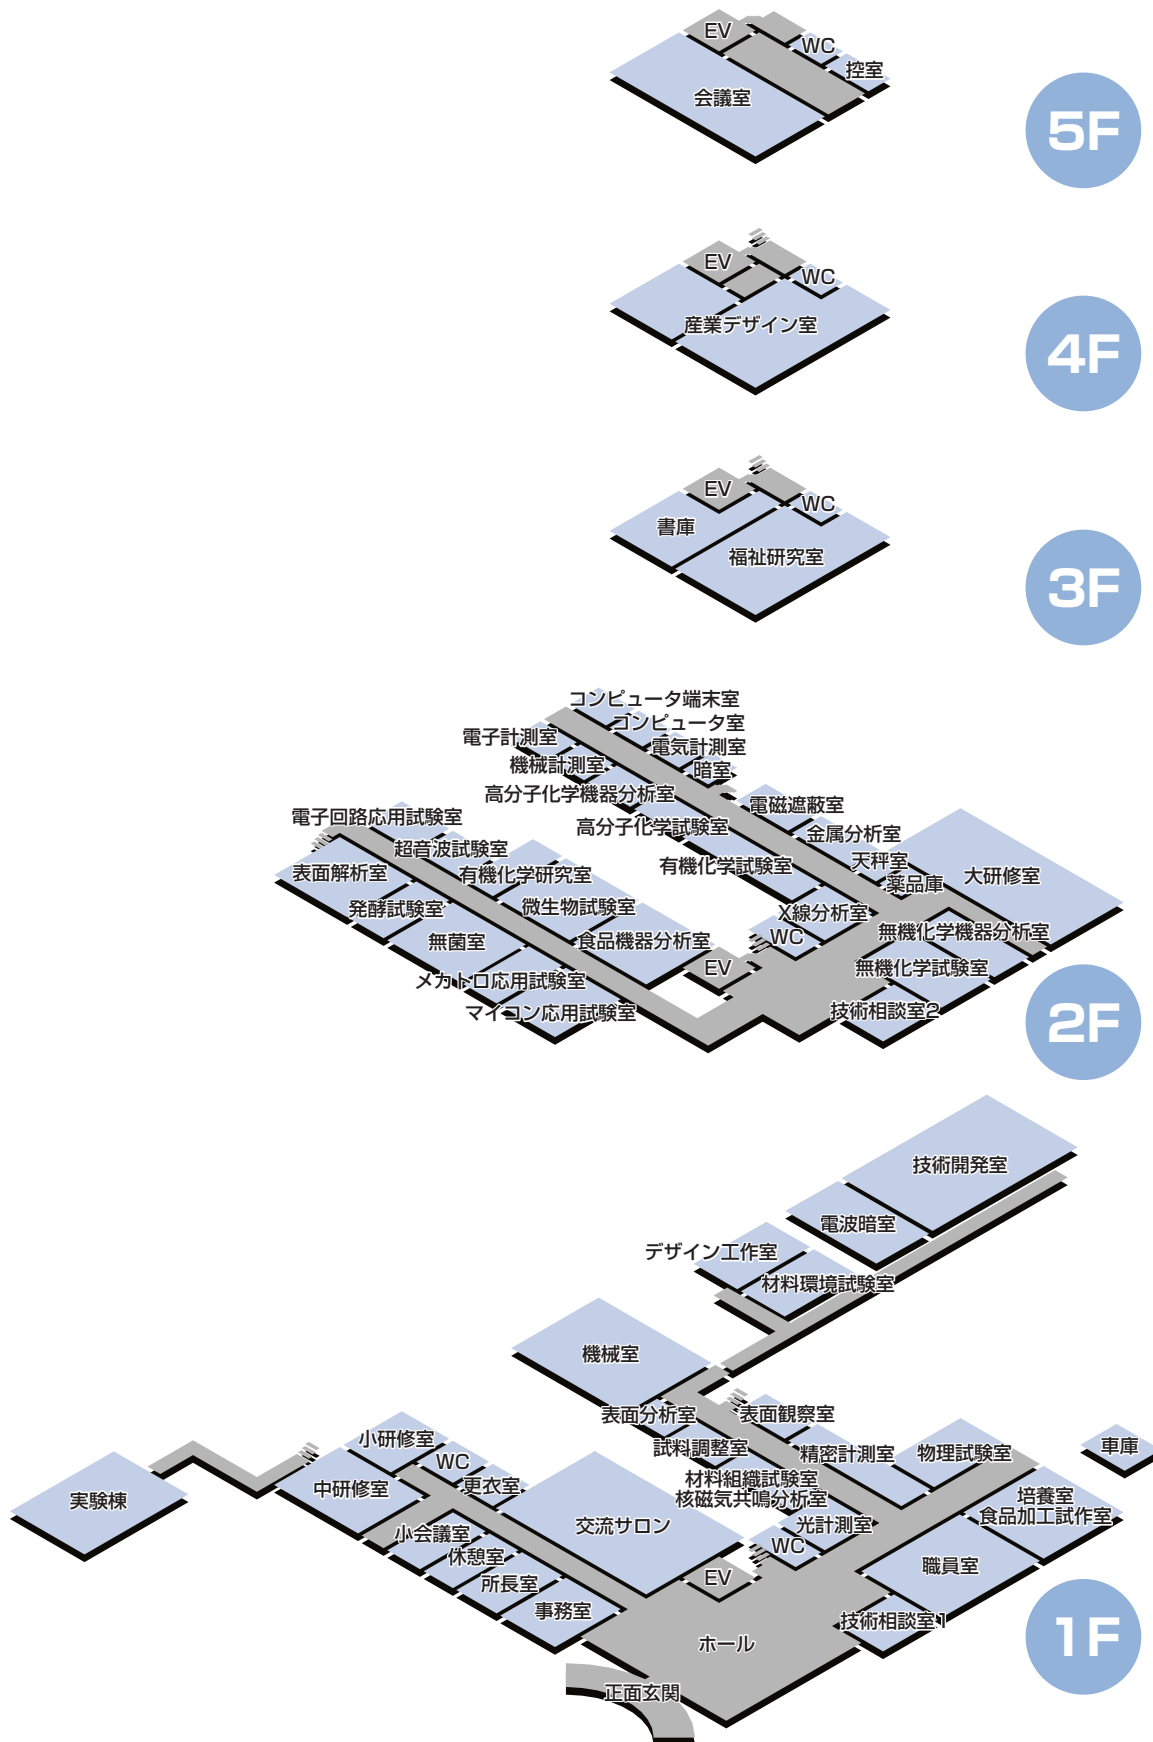 EV
WC
控室
会議室
5F
EV
WC
産業デザイン室
4F
EV
WC
書庫
福祉研究室
3F
コンピュータ端末室
コンピュータ室
電子計測室
電気計測室
機械計測室
暗室
高分子化学機器分析室
電磁遮蔽室
電子回路応用試験室
高分子化学試験室
金属分析室
超音波試験室
天秤室
有機化学試験室
表面解析室
有機化学研究室
大研修室
薬品庫
発酵試験室
微生物試験室
X線分析室
無菌室
食品機器分析室
WC
無機化学機器分析室
EV
無機化学試験室
メカトロ応用試験室
マイコン応用試験室
技術相談室2
2F
技術開発室
電波暗室
デザイン工作室
材料環境試験室
機械室
表面分析室
表面観察室
小研修室
試料調整室
精密計測室
物理試験室
車庫
WC
中研修室
更衣室
材料組織試験室
核磁気共鳴分析室
実験棟
培養室
食品加工試作室
交流サロン
光計測室
小会議室
WC
休憩室
職員室
EV
所長室
事務室
技術相談室1
ホール
1F
正面玄関